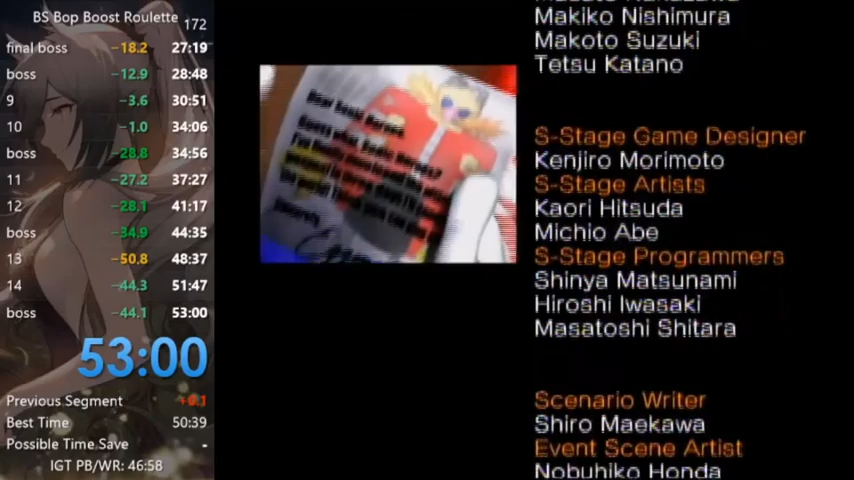 BS Bop Boost Roulette 172
final boss -18.2 27:19
boss -12.9 28:48
9 -3.6 30:51
10 -1.0 34:06
boss -28.8 34:56
11 -27.2 37:27
12 -28.1 41:17
boss -34.9 44:35
13 -50.8 48:37
14 -44.3 51:47
boss -44.1 53:00
53:00
Previous Segment +0.1
Best Time 50:39
Possible Time Save -
IGT PB/WR: 46:58
Sincerely
Makiko Nishimura
Makoto Suzuki
Tetsu Katano
S-Stage Game Designer
Kenjiro Morimoto
S-Stage Artists
Kaori Hitsuda
Michio Abe
S-Stage Programmers
Shinya Matsunami
Hiroshi Iwasaki
Masatoshi Shitara
Scenario Writer
Shiro Maekawa
Event Scene Artist
Nobuhiko Honda